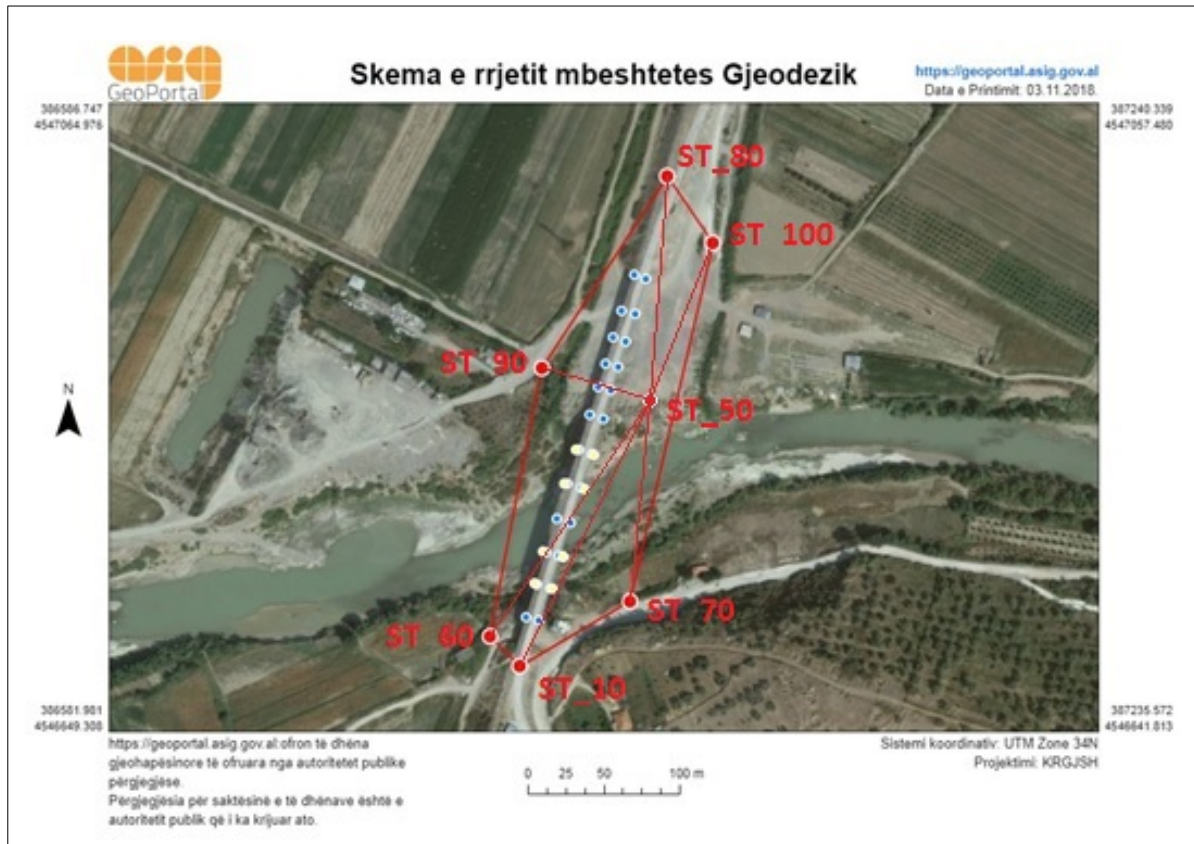 asig
GeoPortal
Skema e rrjetit mbeshtetes Gjeodezik
https://geoportal.asig.gov.al
Data e Printimit: 03.11.2018.
386586.747
4547064.976
387240.339
4547057.480
ST_80
ST 100
ST 90
ST_50
N
ST 70
ST 60
ST_10
386581.981
4546649.308
387235.572
4546641.813
https://geoportal.asig.gov.al:ofron të dhëna
gjeohapësinore të ofruara nga autoritetet publike
përgjegjëse.
Përgjegjësia për saktësinë e të dhënave është e
autoritetit publik që i ka krijuar ato.
0 25 50 100 m
Sistemi koordinativ: UTM Zone 34N
Projektimi: KRGJSH